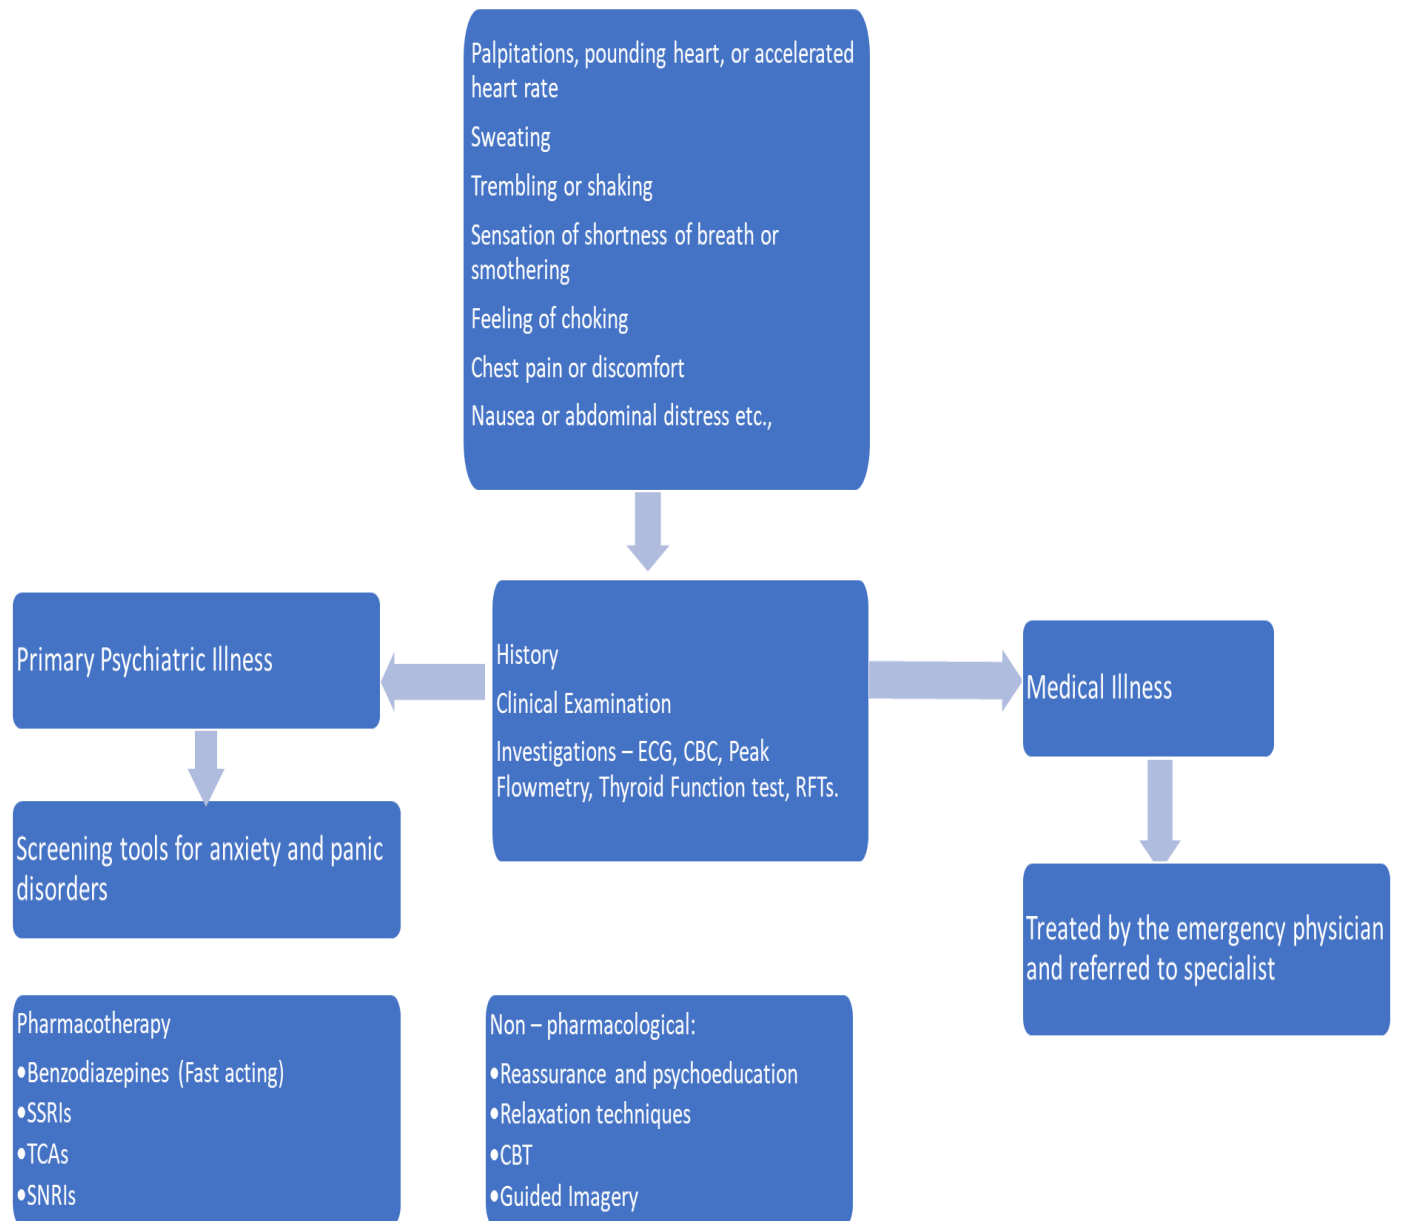 Palpitations, pounding heart, or accelerated
heart rate
Sweating
Trembling or shaking
Sensation of shortness of breath or
smothering
Feeling of choking
Chest pain or discomfort
Nausea or abdominal distress etc.,
Primary Psychiatric Illness
History
Clinical Examination
Investigations – ECG, CBC, Peak
Flowmetry, Thyroid Function test, RFTs.
Medical Illness
Screening tools for anxiety and panic
disorders
Treated by the emergency physician
and referred to specialist
Pharmacotherapy
•Benzodiazepines (Fast acting)
•SSRIs
•TCAs
•SNRIs
Non – pharmacological:
•Reassurance and psychoeducation
•Relaxation techniques
•CBT
•Guided Imagery